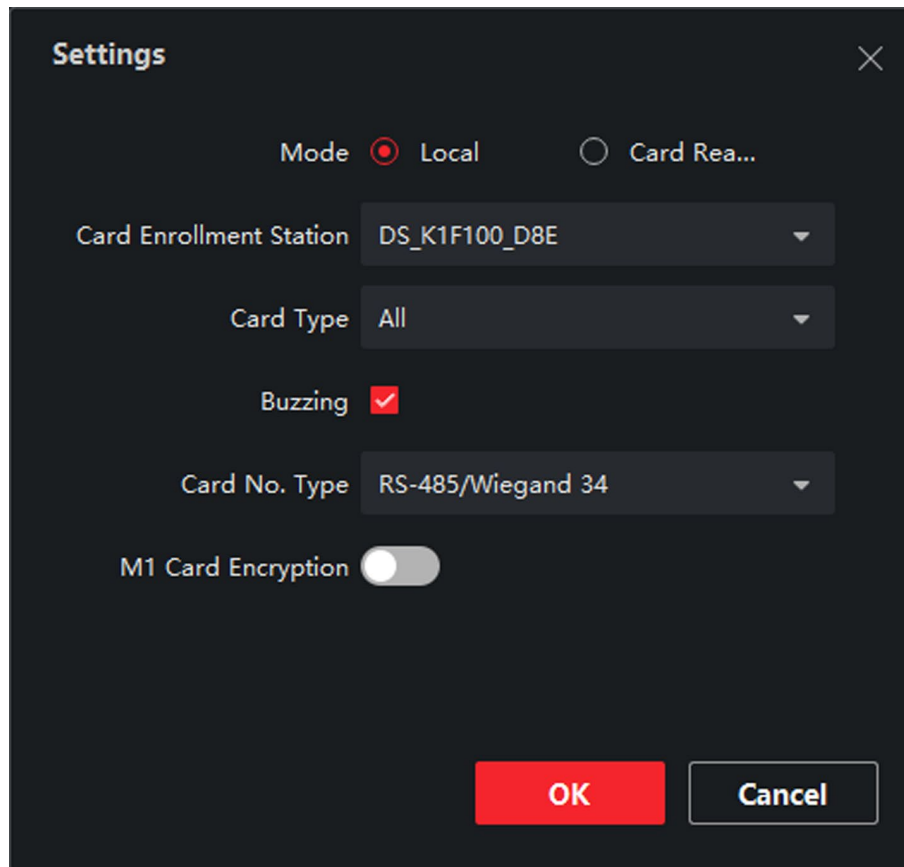 Settings
Mode Local Card Rea...
Card Enrollment Station DS_K1F100_D8E
Card Type All
Buzzing
Card No. Type RS-485/Wiegand 34
M1 Card Encryption
OK Cancel